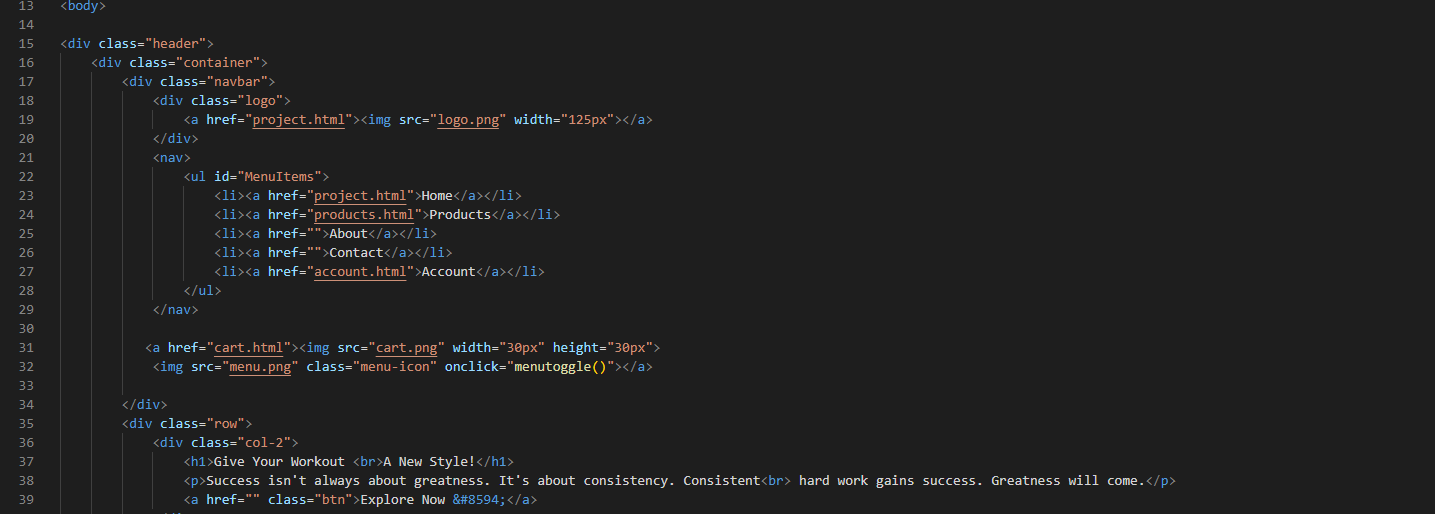 13 <body>
14
15 <div class="header">
16 <div class="container">
17 <div class="navbar">
18 <div class="logo">
19 <a href="project.html"><img src="logo.png" width="125px"></a>
20 </div>
21 <nav>
22 <ul id="MenuItems">
23 <li><a href="project.html">Home</a></li>
24 <li><a href="products.html">Products</a></li>
25 <li><a href="">About</a></li>
26 <li><a href="">Contact</a></li>
27 <li><a href="account.html">Account</a></li>
28 </ul>
29 </nav>
30
31 <a href="cart.html"><img src="cart.png" width="30px" height="30px">
32 <img src="menu.png" class="menu-icon" onclick="menutoggle()"></a>
33
34 </div>
35 <div class="row">
36 <div class="col-2">
37 <h1>Give Your Workout <br>A New Style!</h1>
38 <p>Success isn't always about greatness. It's about consistency. Consistent<br> hard work gains success. Greatness will come.</p>
39 <a href="" class="btn">Explore Now &#8594;</a>